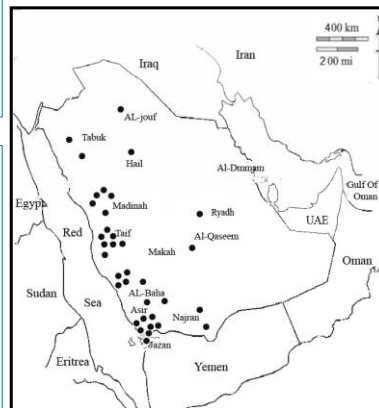 400 km
200 mi
Iraq
Iran
AL-jouf
Tabuk
Hail
Al-Dmmam
Gulf Of
Oman
Egypt
Madinah
Ryadh
UAE
Red
Taif
Al-Qaseem
Makah
Oman
Sudan
Sea
AL-Baha
Asir
Najran
Jazan
Eritrea
Yemen